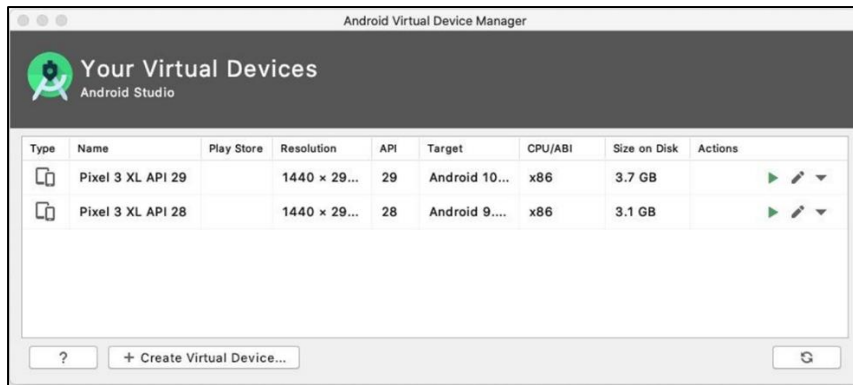 Android Virtual Device Manager
Your Virtual Devices
Android Studio
Type Name Play Store Resolution API Target CPU/ABI Size on Disk Actions
Pixel 3 XL API 29 1440 × 29... 29 Android 10... x86 3.7 GB
Pixel 3 XL API 28 1440 × 29... 28 Android 9.... x86 3.1 GB
? + Create Virtual Device...